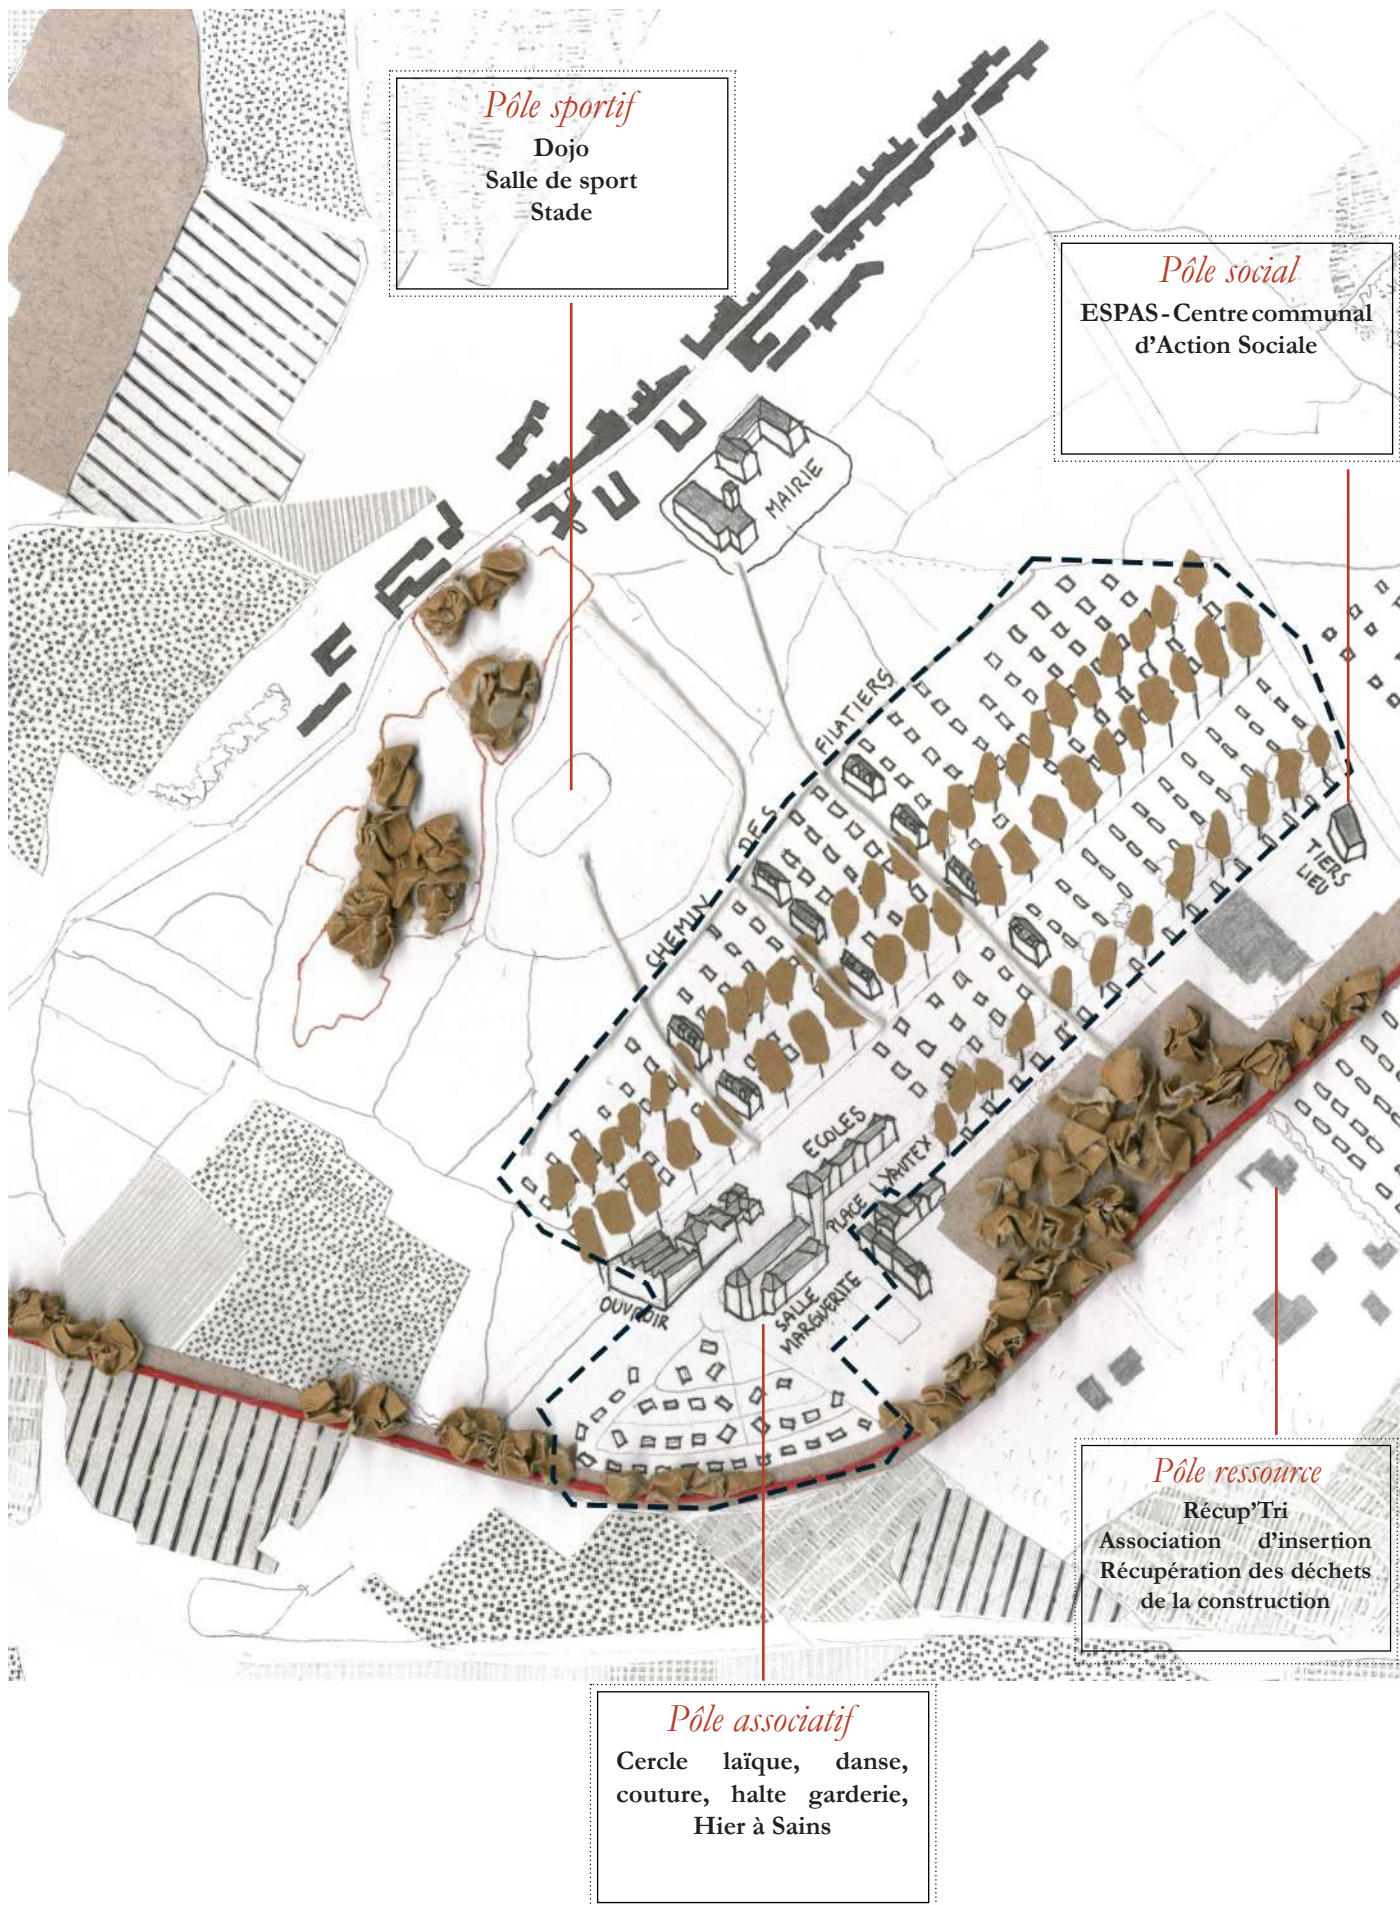 Pôle sportif
Dojo
Salle de sport
Stade
Pôle social
ESPAS - Centre communal
d'Action Sociale
MAIRIE
CHEMIN DES FILATIERS
TIERS
LIEU
ECOLES
PLACE LYAUTEX
OUVROIR
SALLE
MARGUERITE
Pôle ressource
Récup'Tri
Association d'insertion
Récupération des déchets
de la construction
Pôle associatif
Cercle laïque, danse,
couture, halte garderie,
Hier à Sains